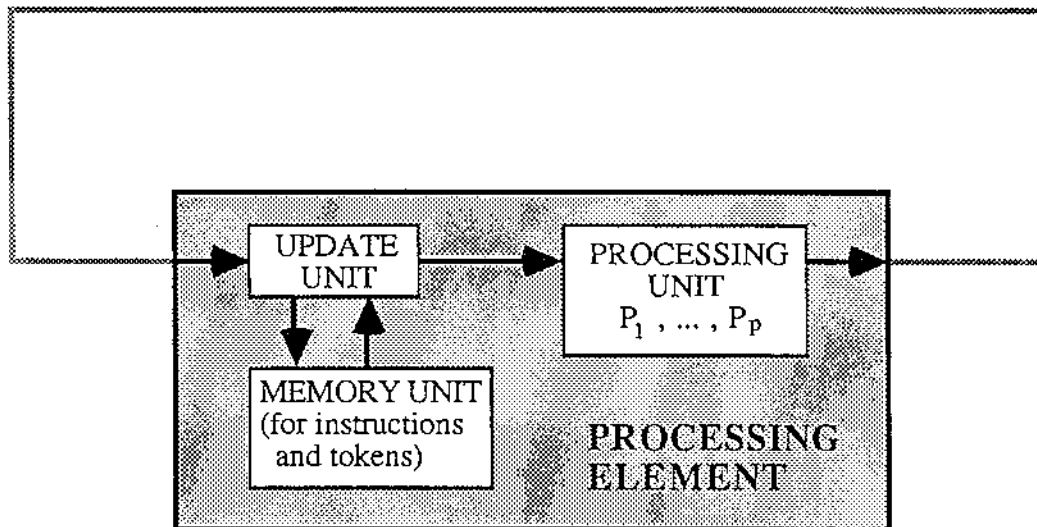 UPDATE
UNIT
PROCESSING
UNIT
P1 , ... , Pp
MEMORY UNIT
(for instructions
and tokens)
PROCESSING
ELEMENT